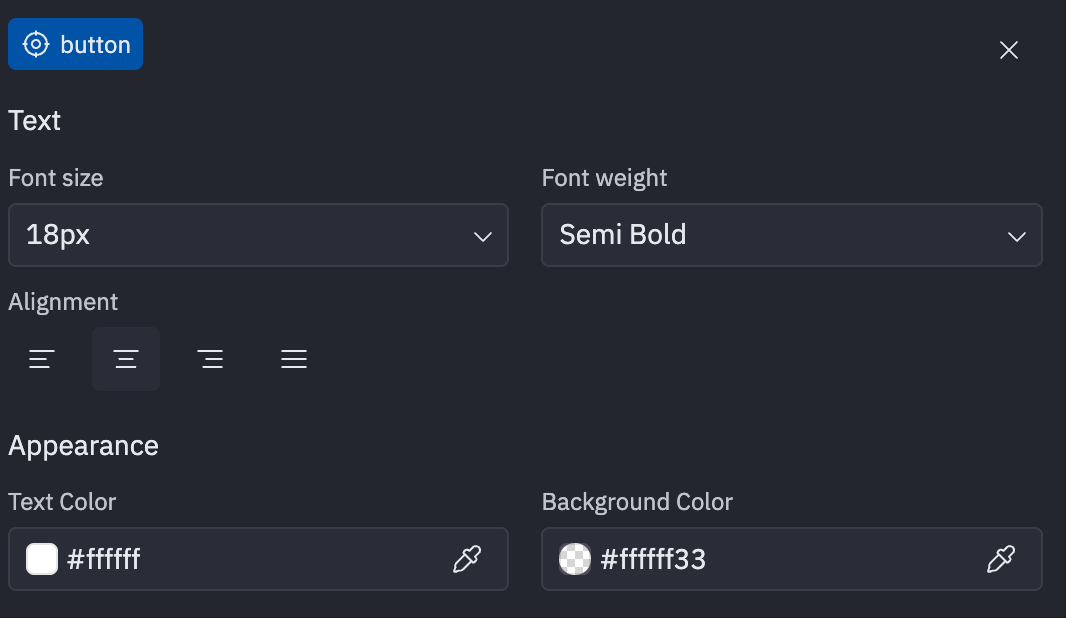 button
Text
Font size
Font weight
18px
Semi Bold
Alignment
Appearance
Text Color
Background Color
#ffffff
#ffffff33